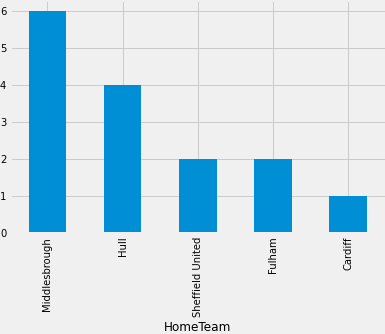 6
5
4
3
2
1
0
Middlesbrough
Hull
Sheffield United
Fulham
Cardiff
HomeTeam